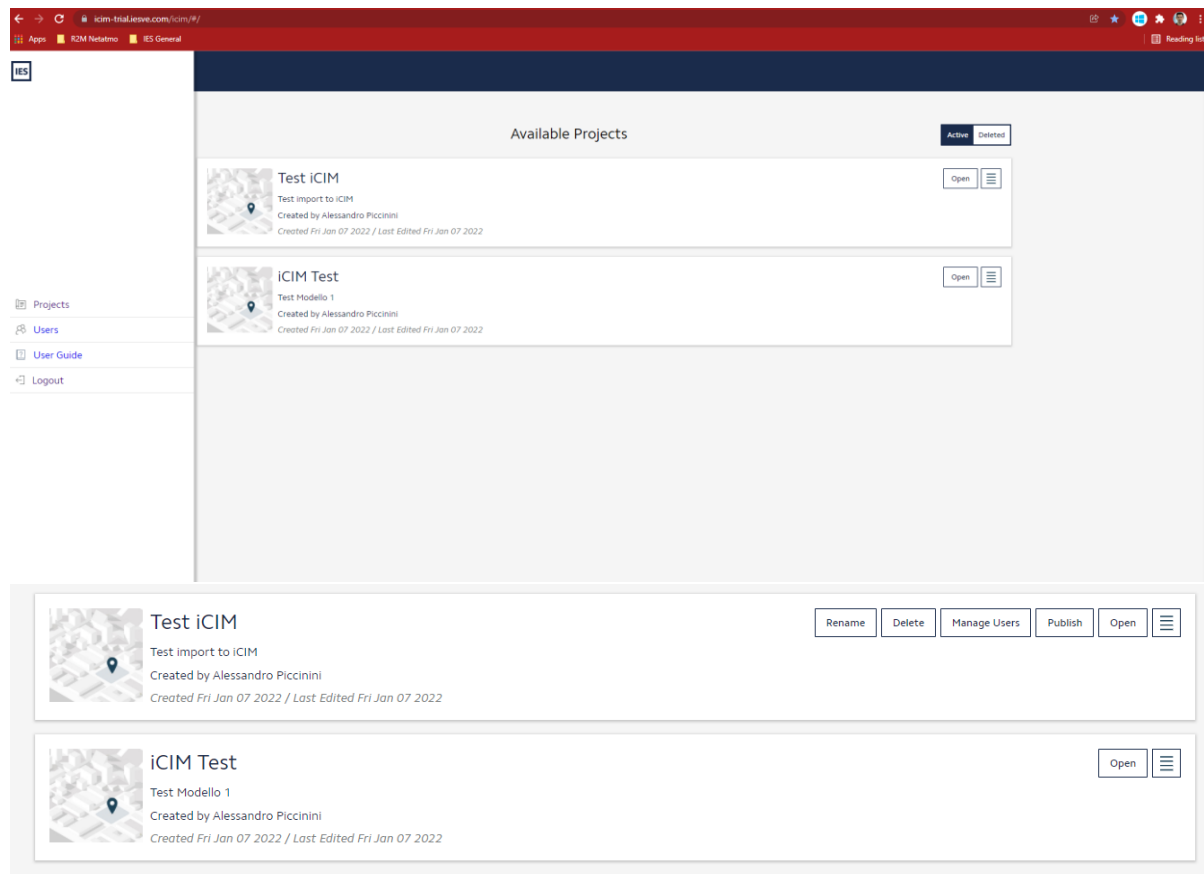 icim-trial.iesve.com/icim/#/
Apps R2M Netatmo IES General Reading list
IES
Available Projects
Active Deleted
Test iCIM
Open
Test import to iCIM
Created by Alessandro Piccinini
Created Fri Jan 07 2022 / Last Edited Fri Jan 07 2022
iCIM Test
Open
Test Modello 1
Created by Alessandro Piccinini
Created Fri Jan 07 2022 / Last Edited Fri Jan 07 2022
Projects
Users
User Guide
Logout
Test iCIM
Rename Delete Manage Users Publish Open
Test import to iCIM
Created by Alessandro Piccinini
Created Fri Jan 07 2022 / Last Edited Fri Jan 07 2022
iCIM Test
Open
Test Modello 1
Created by Alessandro Piccinini
Created Fri Jan 07 2022 / Last Edited Fri Jan 07 2022